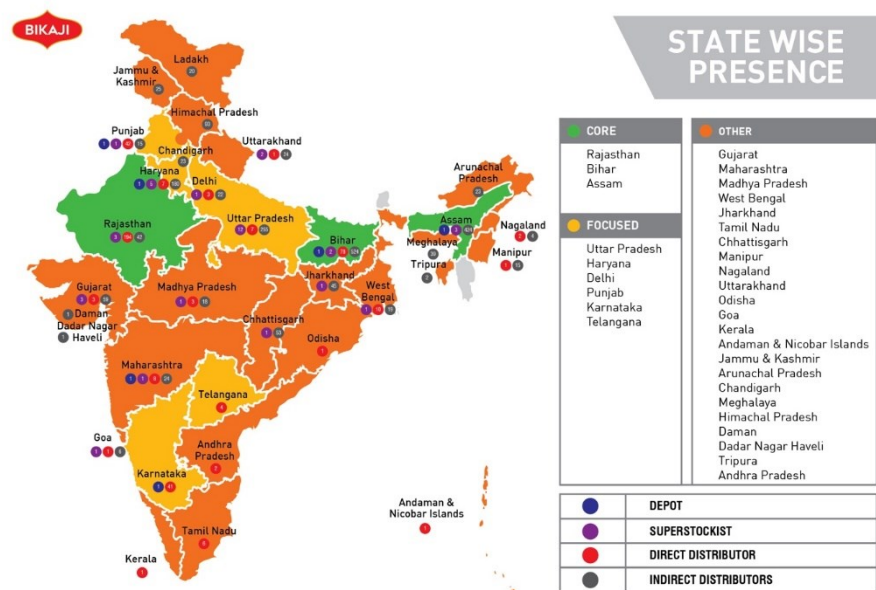 BIKAJI
STATE WISE
PRESENCE
Ladakh
Jammu &
Kashmir
Himachal Pradesh
Punjab
Chandigarh
Uttarakhand
Haryana
Delhi
Arunachal
Pradesh
Rajasthan
Uttar Pradesh
Bihar
Assam
Nagaland
Meghalaya
Manipur
Tripura
Gujarat
Madhya Pradesh
Jharkhand
West
Bengal
Daman
Dadar Nagar
Haveli
Chhattisgarh
Odisha
Maharashtra
Telangana
Goa
Andhra
Pradesh
Karnataka
Andaman &
Nicobar Islands
Tamil Nadu
Kerala
CORE
Rajasthan
Bihar
Assam
FOCUSED
Uttar Pradesh
Haryana
Delhi
Punjab
Karnataka
Telangana
OTHER
Gujarat
Maharashtra
Madhya Pradesh
West Bengal
Jharkhand
Tamil Nadu
Chhattisgarh
Manipur
Nagaland
Uttarakhand
Odisha
Goa
Kerala
Andaman & Nicobar Islands
Jammu & Kashmir
Arunachal Pradesh
Chandigarh
Meghalaya
Himachal Pradesh
Daman
Dadar Nagar Haveli
Tripura
Andhra Pradesh
DEPOT
SUPERSTOCKIST
DIRECT DISTRIBUTOR
INDIRECT DISTRIBUTORS